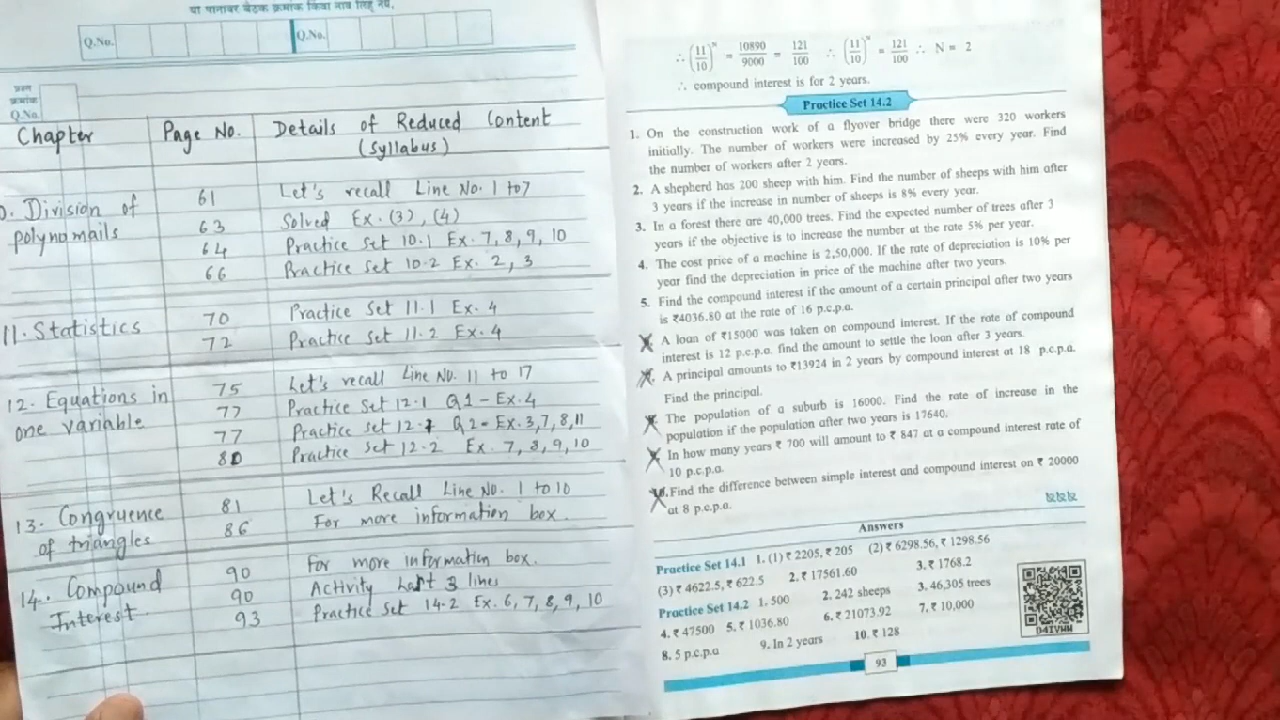 या पानावर बैठक क्रमांक किंवा नाव लिहू नये.
Q.No.
Q.No.
प्रश्न
क्रमांक
Q.No
Chapter Page No. Details of Reduced Content
(Syllabus)
0. Division of polynomails
61 Let's recall Line No. 1 to7
63 Solved Ex. (3), (4)
64 Practice Set 10.1 Ex. 7, 8, 9, 10
66 Practice Set 10.2 Ex. 2, 3
11. Statistics
70 Practice Set 11.1 Ex. 4
72 Practice Set 11.2 Ex. 4
12. Equations in
one variable
75 Let's recall Line No. 11 to 17
77 Practice Set 12.1 Q1 - Ex. 4
77 Practice set 12.1 Q2 - Ex. 3,7,8,11
80 Practice set 12.2 Ex. 7, 8, 9, 10
13. Congruence
of triangles
81 Let's Recall Line No. 1 to 10
86 For more information box.
14. Compound
Interest
90 For more information box.
90 Activity Last 3 lines
93 Practice Set 14.2 Ex. 6, 7, 8, 9, 10
∴ (11/10)ⁿ = 10890/9000 = 121/100 ∴ (11/10)ⁿ = 121/100 ∴ N = 2
∴ compound interest is for 2 years.
Practice Set 14.2
1. On the construction work of a flyover bridge there were 320 workers
initially. The number of workers were increased by 25% every year. Find
the number of workers after 2 years.
2. A shepherd has 200 sheep with him. Find the number of sheeps with him after
3 years if the increase in number of sheeps is 8% every year.
3. In a forest there are 40,000 trees. Find the expected number of trees after 3
years if the objective is to increase the number at the rate 5% per year.
4. The cost price of a machine is 2,50,000. If the rate of depreciation is 10% per
year find the depreciation in price of the machine after two years.
5. Find the compound interest if the amount of a certain principal after two years
is ₹4036.80 at the rate of 16 p.c.p.a.
A loan of ₹15000 was taken on compound interest. If the rate of compound
interest is 12 p.c.p.a. find the amount to settle the loan after 3 years.
A principal amounts to ₹13924 in 2 years by compound interest at 18 p.c.p.a.
Find the principal.
The population of a suburb is 16000. Find the rate of increase in the
population if the population after two years is 17640.
In how many years ₹ 700 will amount to ₹ 847 at a compound interest rate of
10 p.c.p.a.
Find the difference between simple interest and compound interest on ₹ 20000
at 8 p.c.p.a.
Answers
Practice Set 14.1 1. (1) ₹ 2205, ₹ 205 (2) ₹ 6298.56, ₹ 1298.56
(3) ₹ 4622.5, ₹ 622.5 2. ₹ 17561.60 3. ₹ 1768.2
Practice Set 14.2 1. 500 2. 242 sheeps 3. 46,305 trees
4. ₹ 47500 5. ₹ 1036.80 6. ₹ 21073.92 7. ₹ 10,000
8. 5 p.c.p.a 9. In 2 years 10. ₹ 128
D4IVHH
93